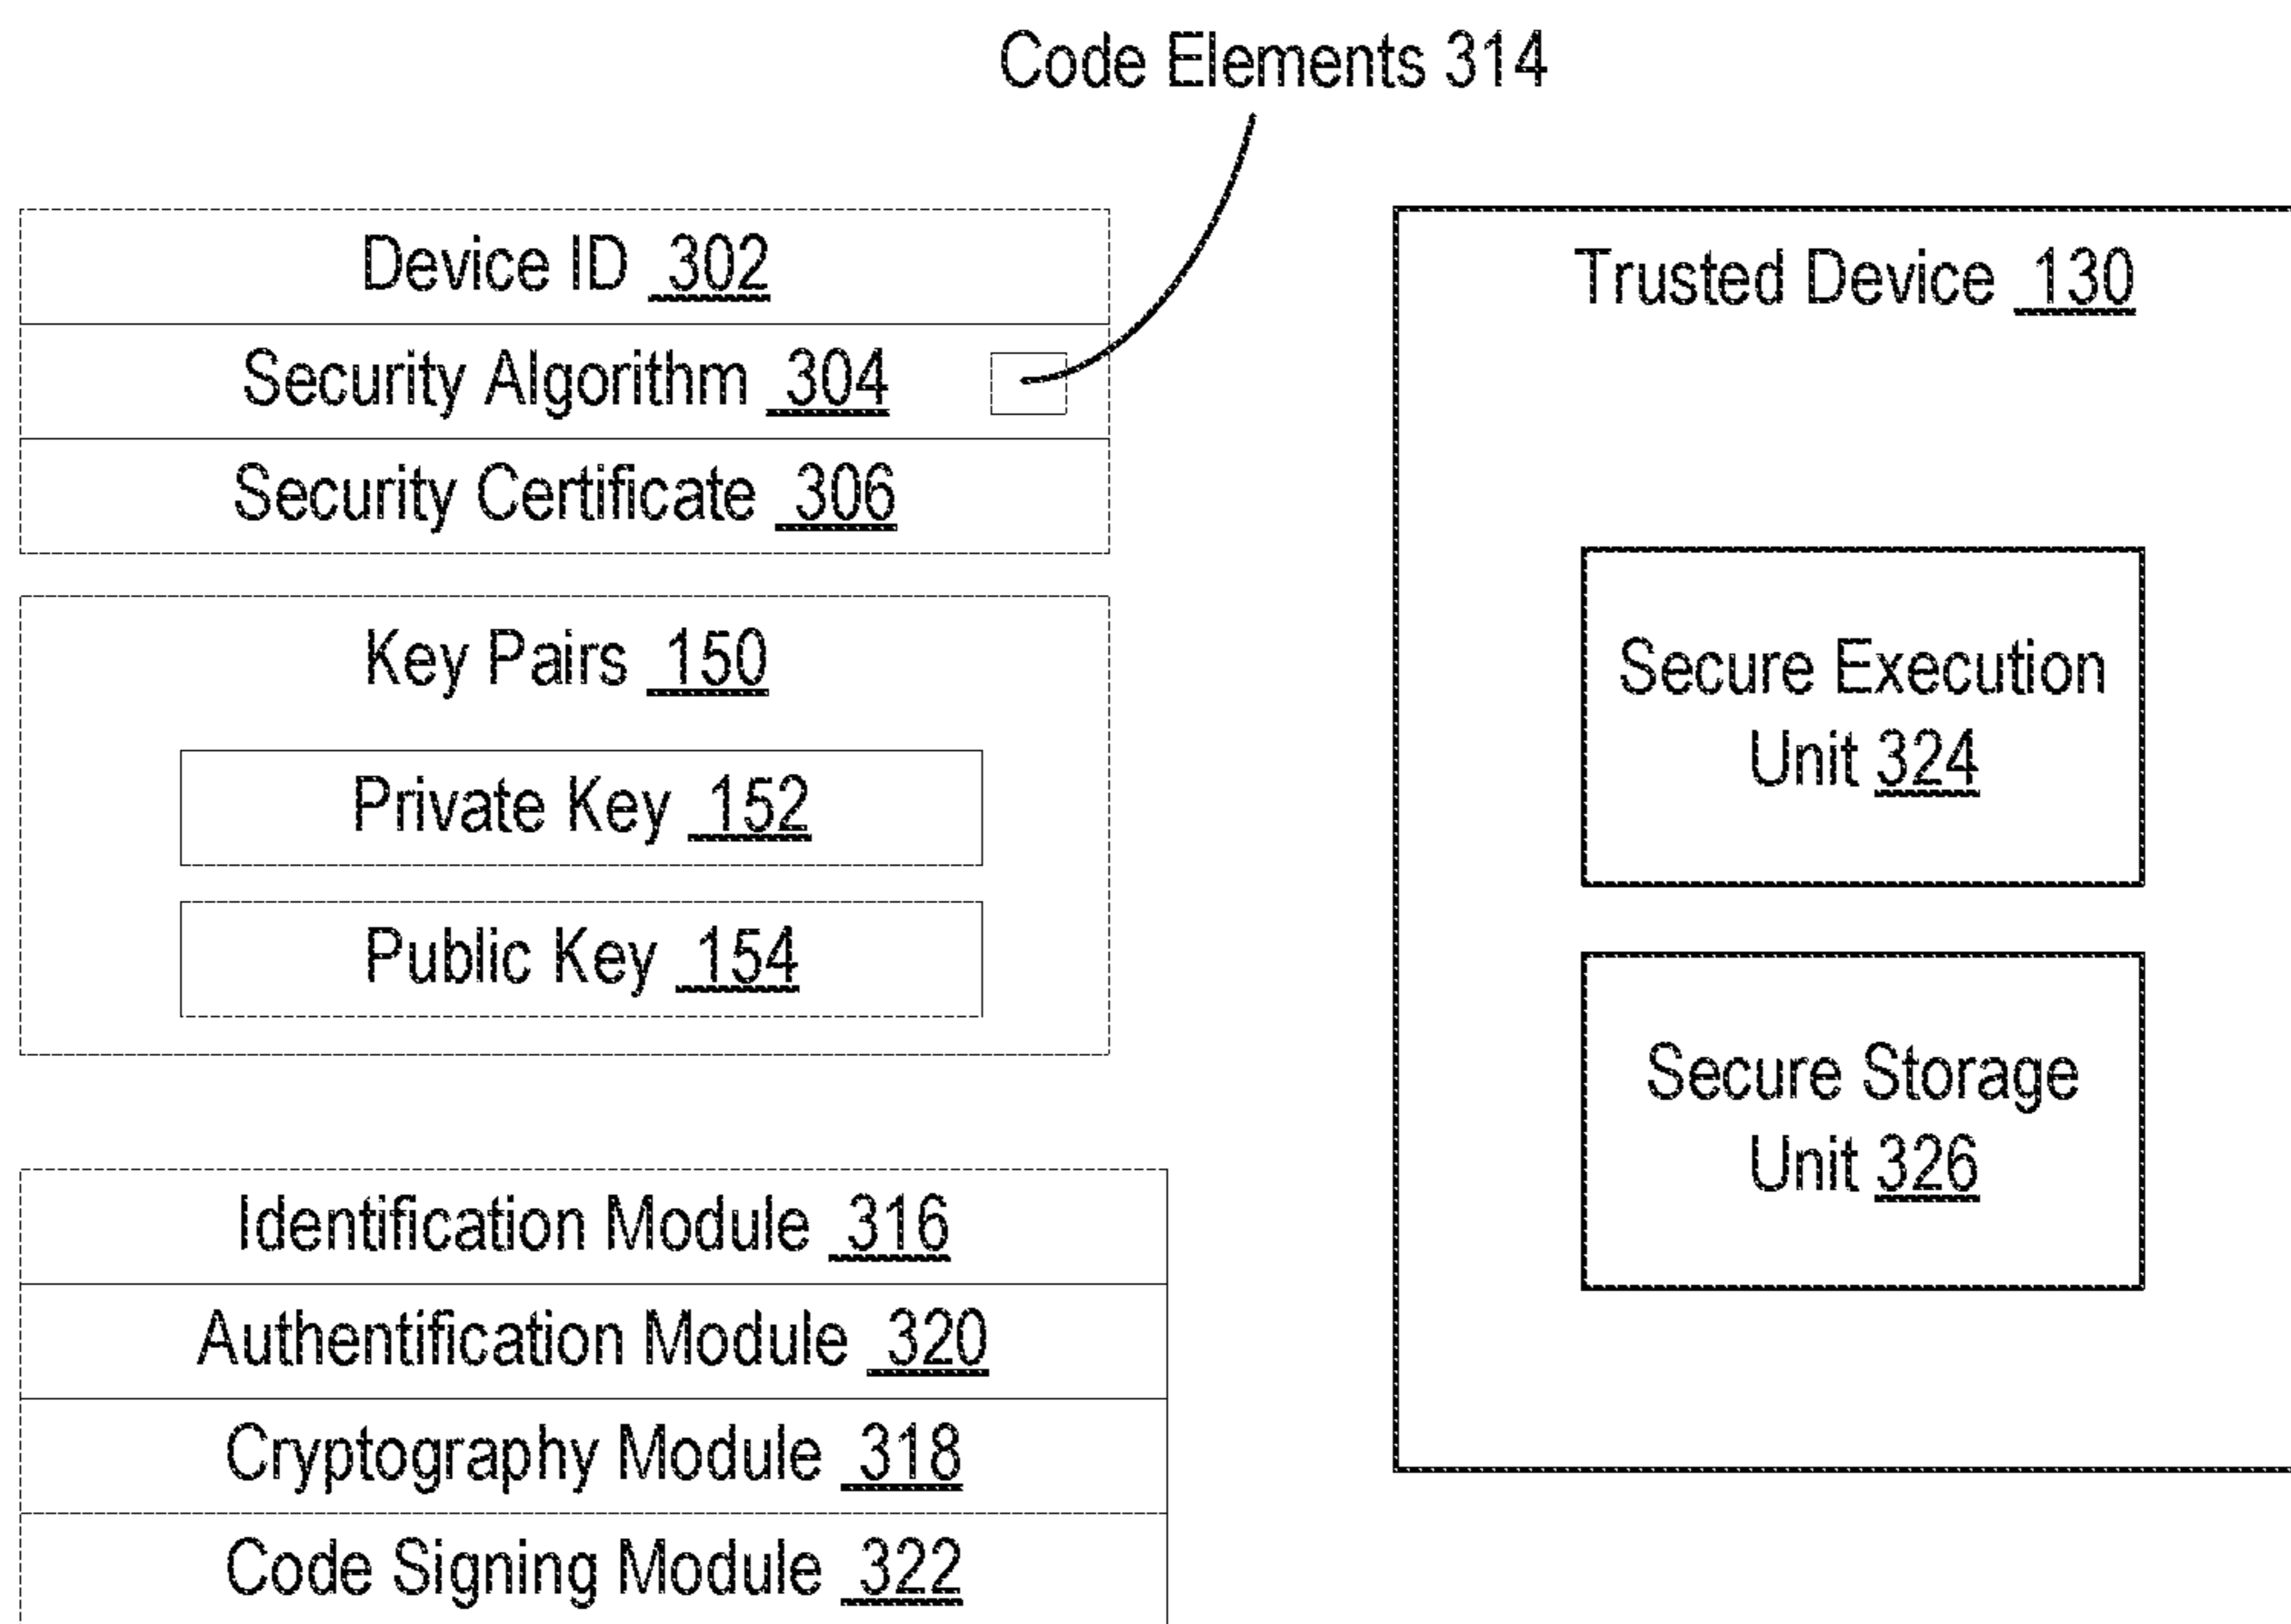 Code Elements 314
Device ID 302
Security Algorithm 304
Security Certificate 306
Key Pairs 150
Private Key 152
Public Key 154
Identification Module 316
Authentification Module 320
Cryptography Module 318
Code Signing Module 322
Trusted Device 130
Secure Execution
Unit 324
Secure Storage
Unit 326